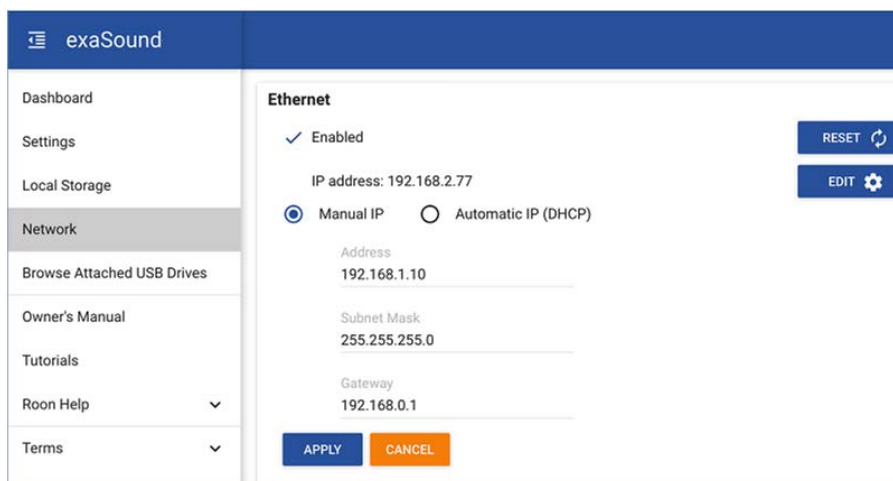 exaSound
Dashboard
Settings
Local Storage
Network
Browse Attached USB Drives
Owner's Manual
Tutorials
Roon Help
Terms
Ethernet
Enabled
RESET
IP address: 192.168.2.77
EDIT
Manual IP Automatic IP (DHCP)
Address
192.168.1.10
Subnet Mask
255.255.255.0
Gateway
192.168.0.1
APPLY CANCEL